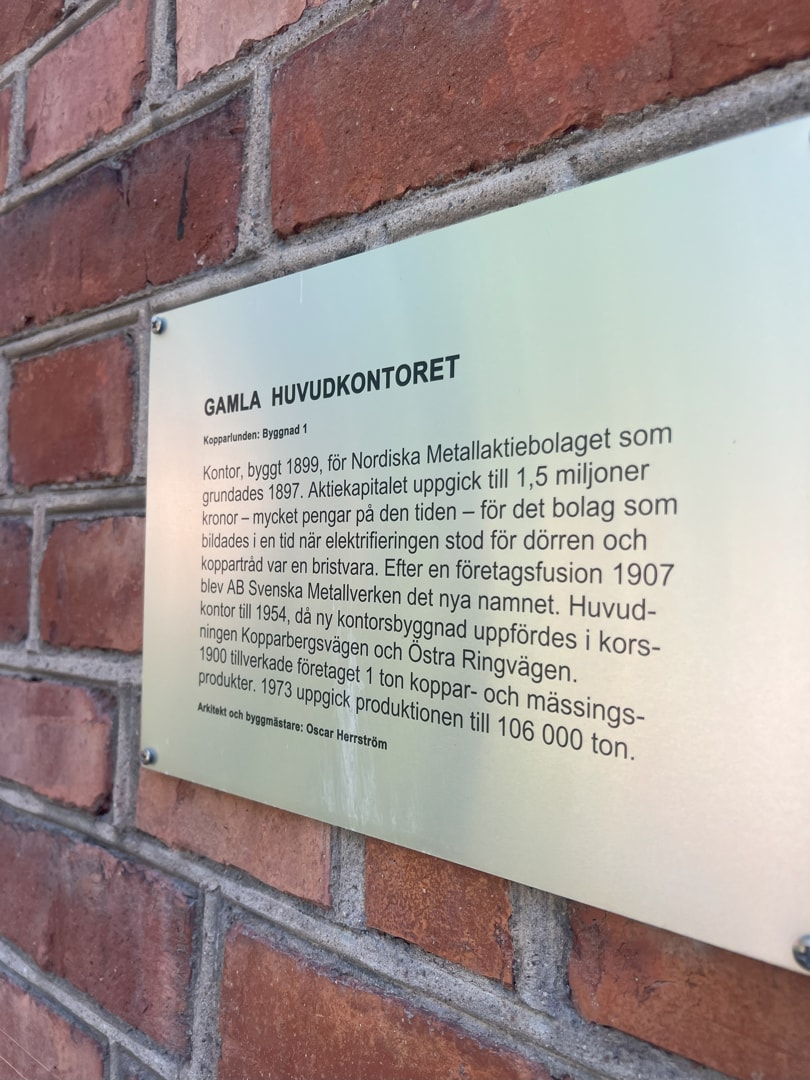 GAMLA HUVUDKONTORET
Kopparlunden: Byggnad 1
Kontor, byggt 1899, för Nordiska Metallaktiebolaget som
grundades 1897. Aktiekapitalet uppgick till 1,5 miljoner
kronor – mycket pengar på den tiden – för det bolag som
bildades i en tid när elektrifieringen stod för dörren och
koppartråd var en bristvara. Efter en företagsfusion 1907
blev AB Svenska Metallverken det nya namnet. Huvud-
kontor till 1954, då ny kontorsbyggnad uppfördes i kors-
ningen Kopparbergsvägen och Östra Ringvägen.
1900 tillverkade företaget 1 ton koppar- och mässings-
produkter. 1973 uppgick produktionen till 106 000 ton.
Arkitekt och byggmästare: Oscar Herrström